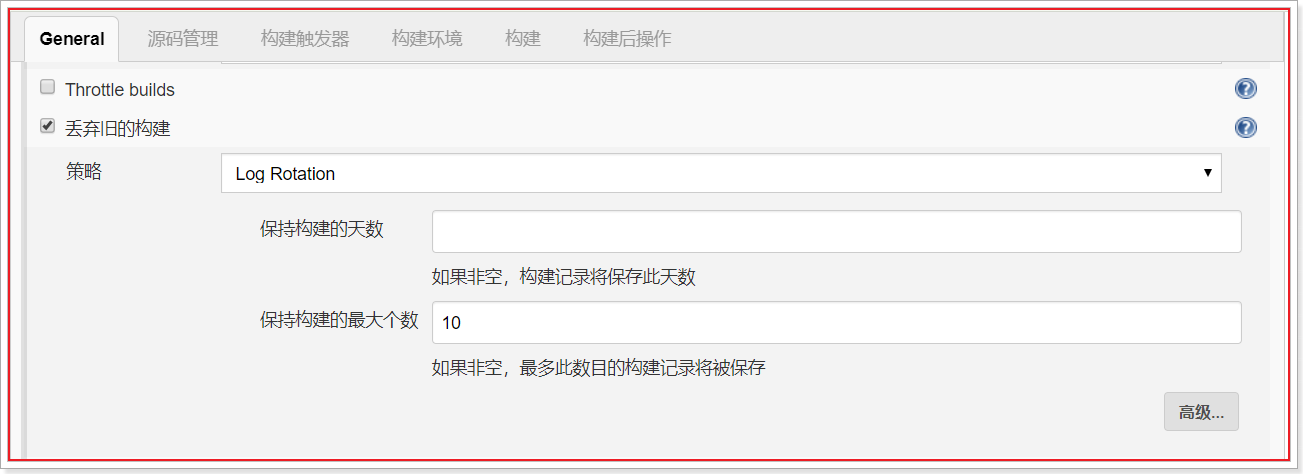 General 源码管理 构建触发器 构建环境 构建 构建后操作
Throttle builds
丢弃旧的构建
策略 Log Rotation
保持构建的天数
如果非空，构建记录将保存此天数
保持构建的最大个数 10
如果非空，最多此数目的构建记录将被保存
高级...